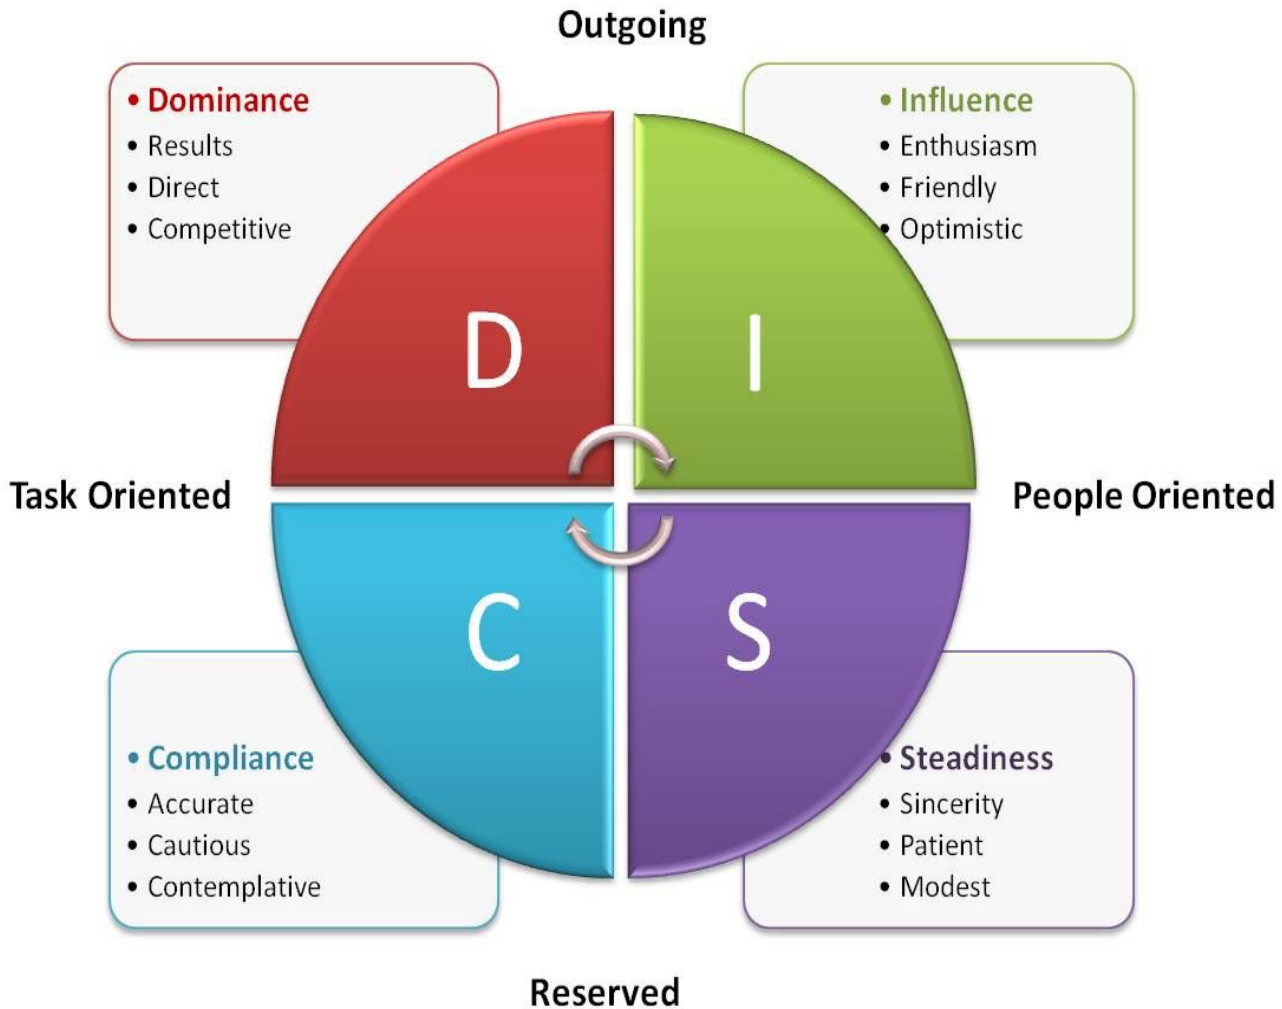 Outgoing
• Dominance
• Results
• Direct
• Competitive
• Influence
• Enthusiasm
• Friendly
• Optimistic
D
I
Task Oriented
People Oriented
C
S
• Compliance
• Accurate
• Cautious
• Contemplative
• Steadiness
• Sincerity
• Patient
• Modest
Reserved